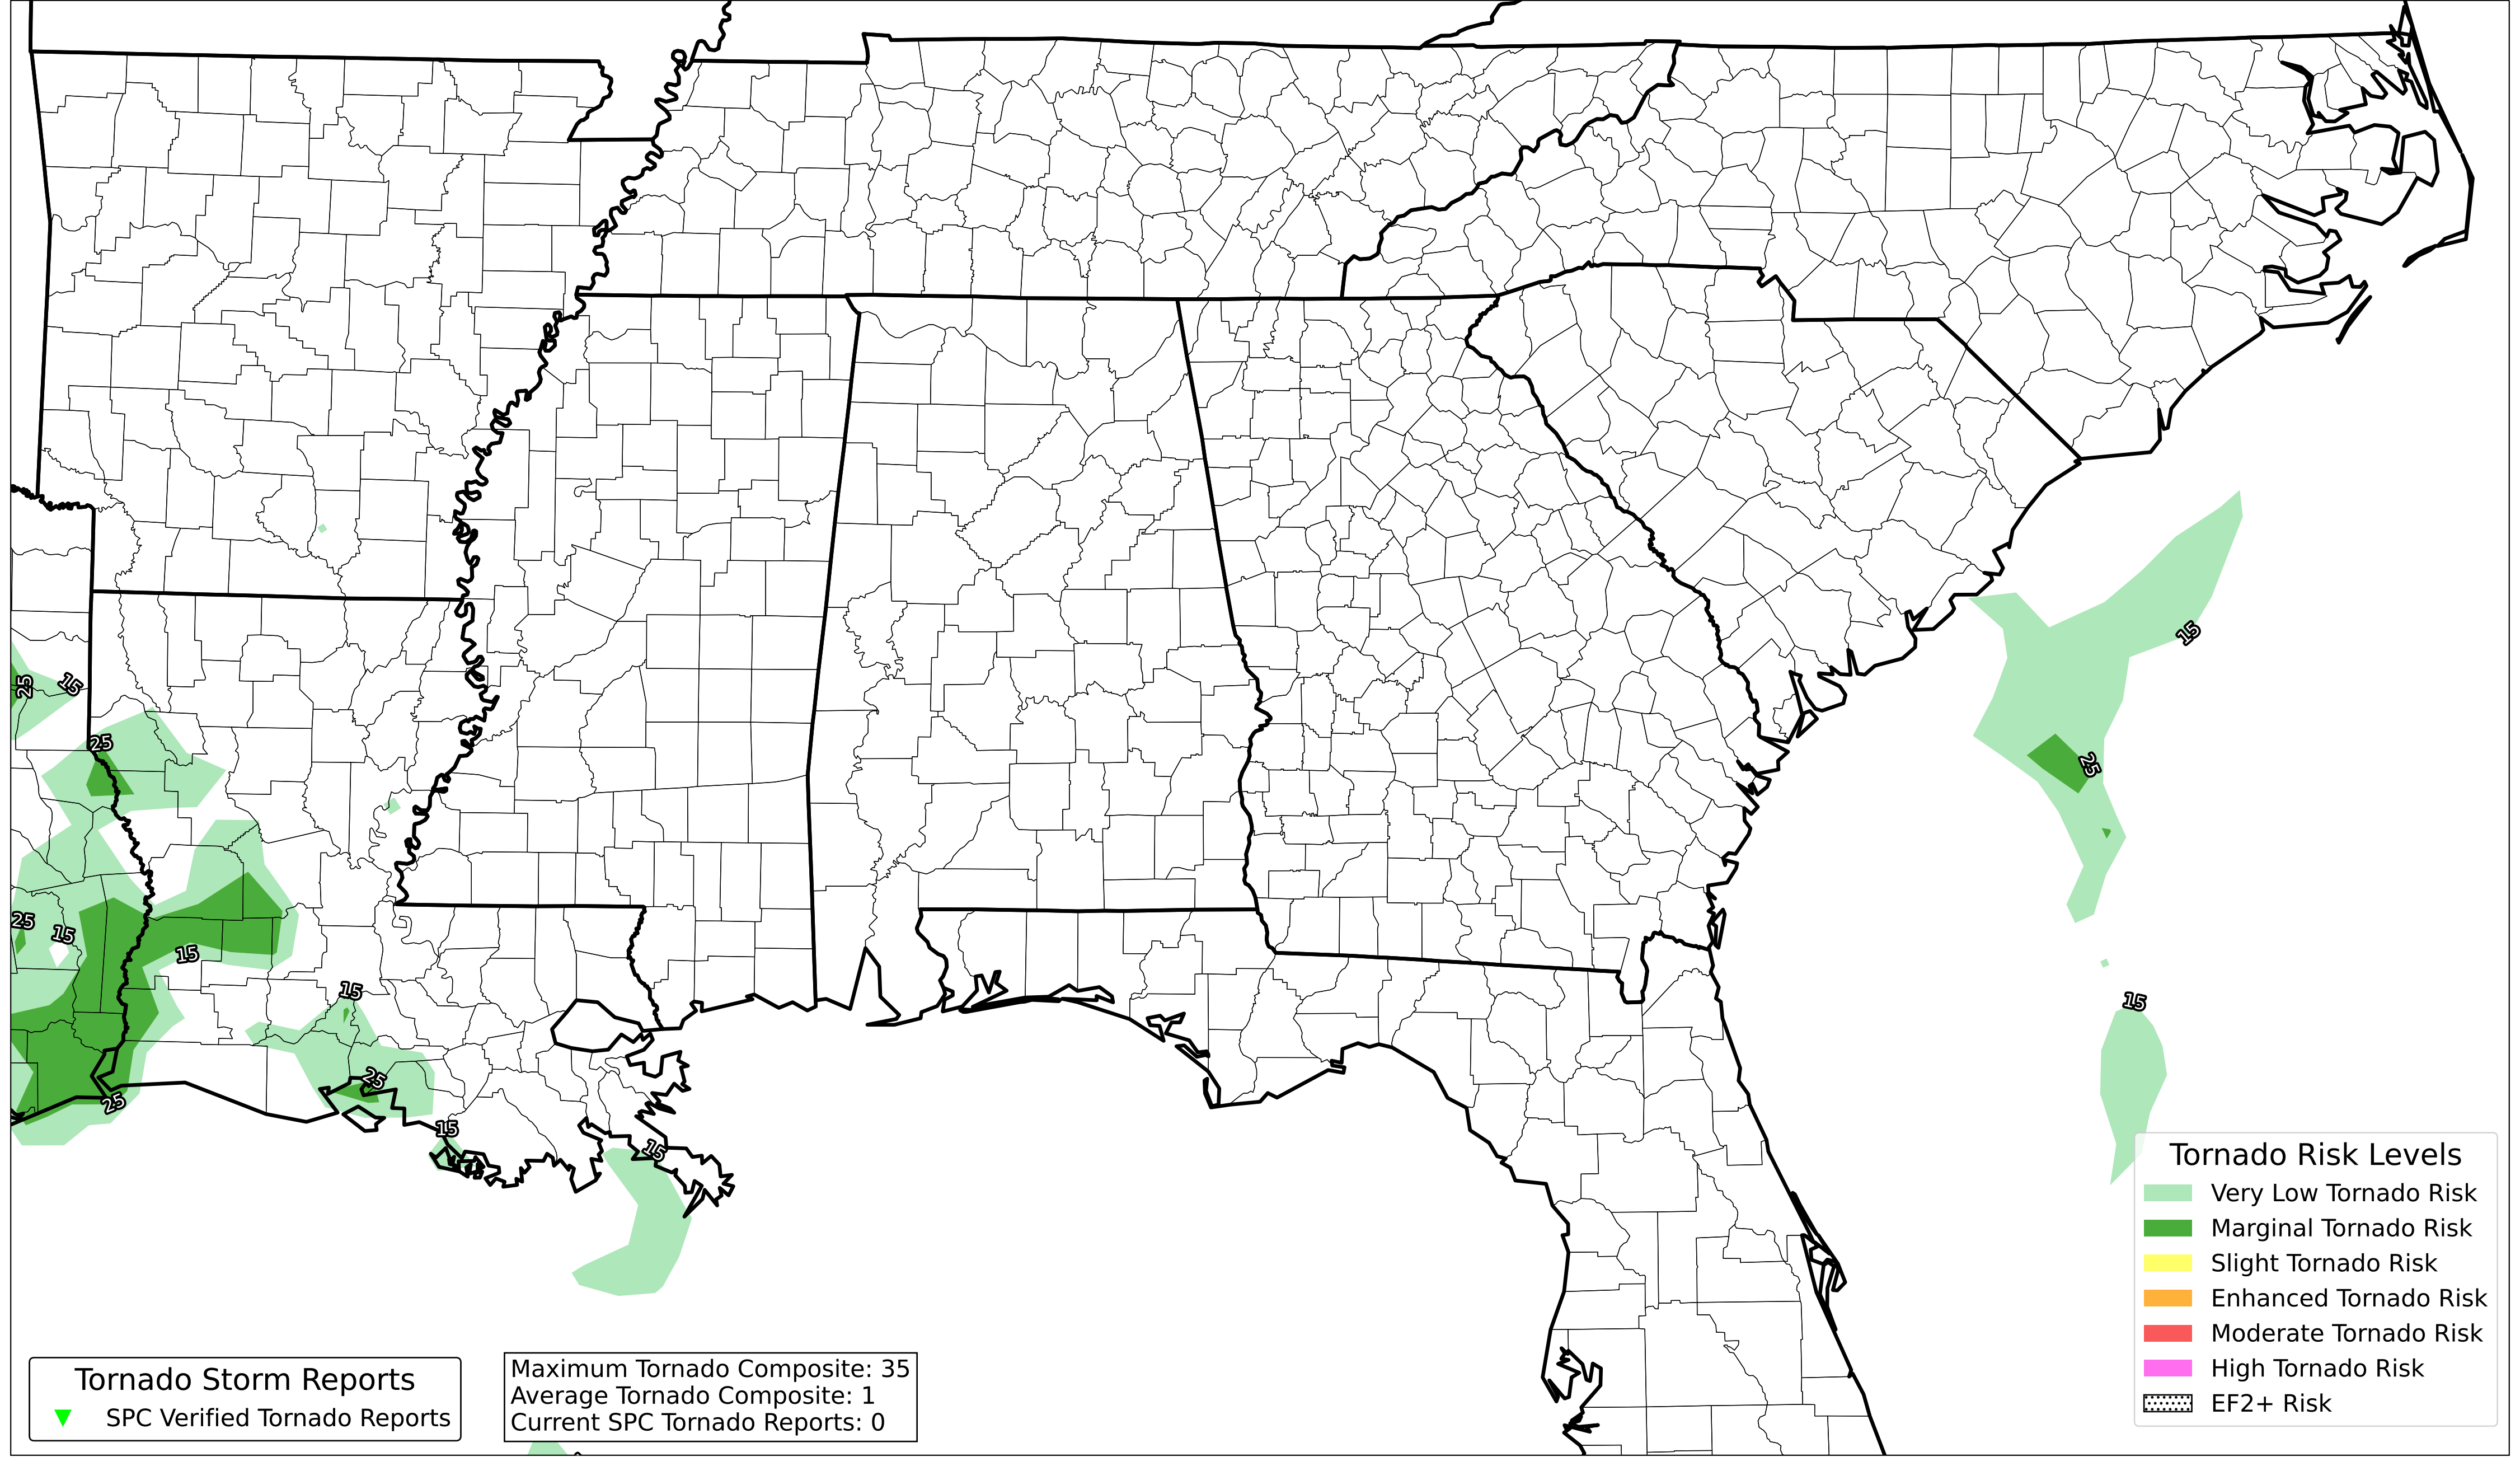 15
15
25
25
25
25
15
15
15
15
25
25
15
15
Tornado Risk Levels
Very Low Tornado Risk
Marginal Tornado Risk
Slight Tornado Risk
Enhanced Tornado Risk
Moderate Tornado Risk
High Tornado Risk
EF2+ Risk
Tornado Storm Reports
SPC Verified Tornado Reports
Maximum Tornado Composite: 35
Average Tornado Composite: 1
Current SPC Tornado Reports: 0